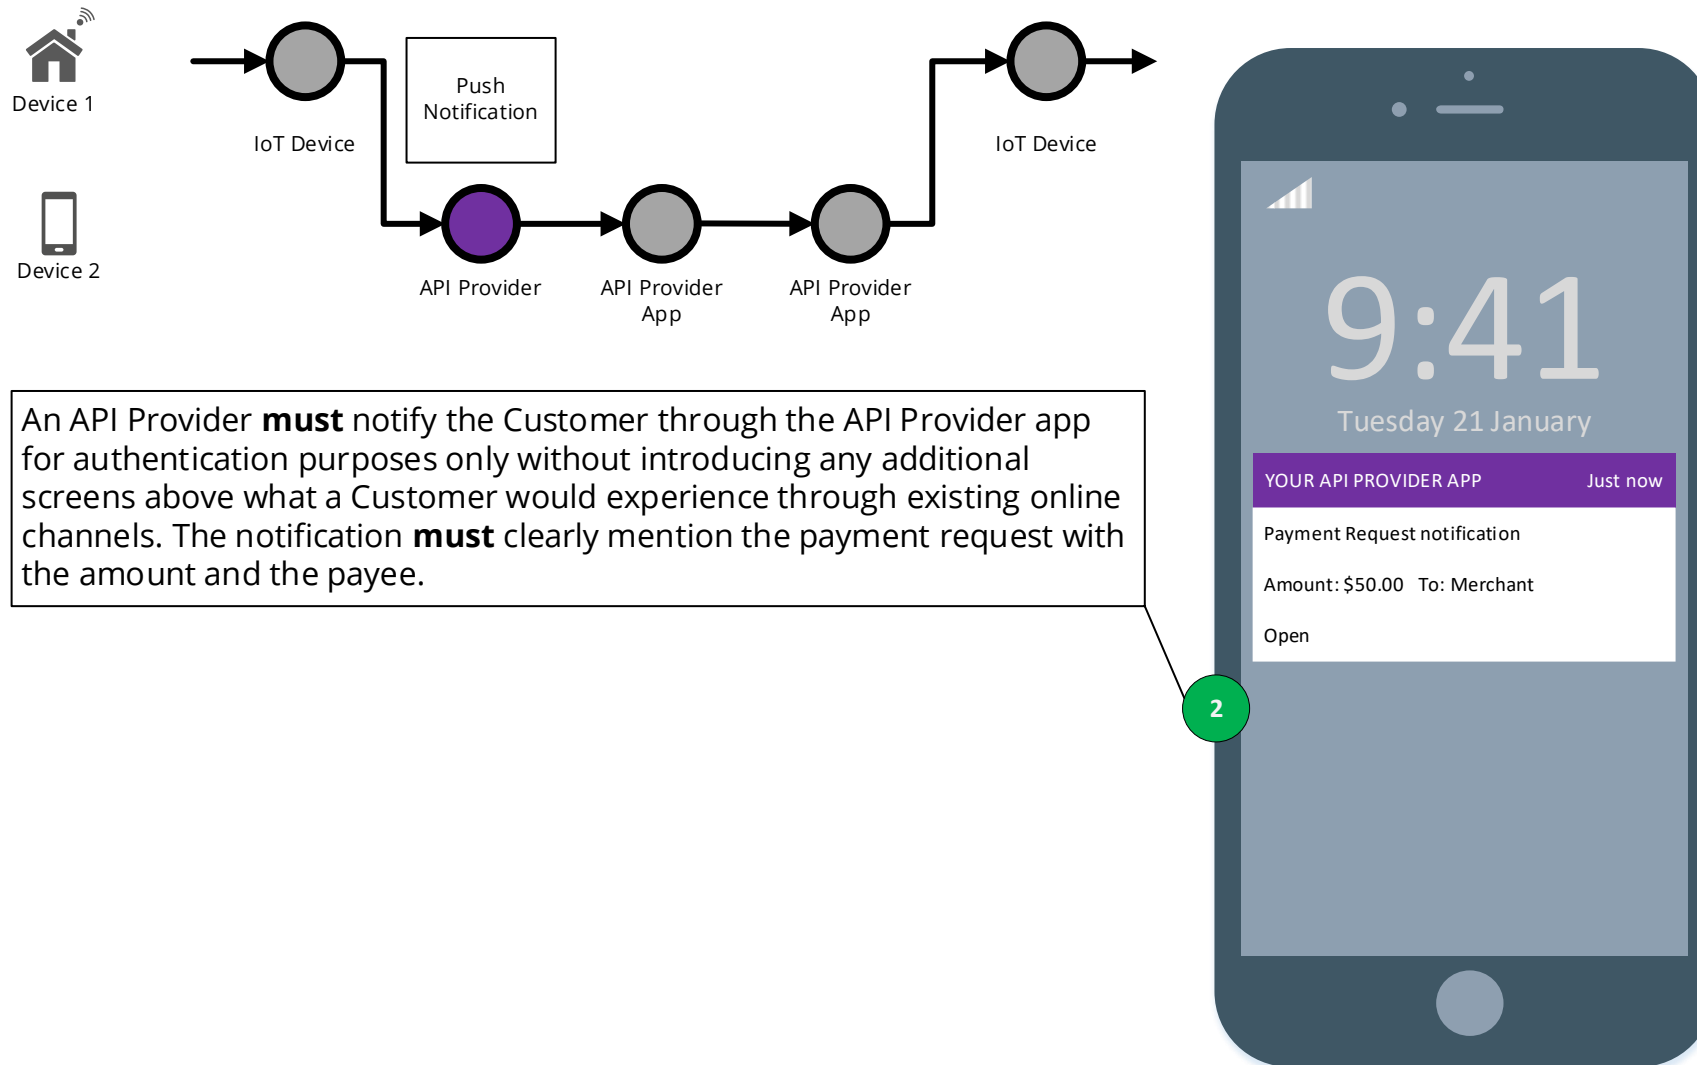 Device 1
IoT Device
Push
Notification
IoT Device
Device 2
API Provider
API Provider
App
API Provider
App
An API Provider must notify the Customer through the API Provider app
for authentication purposes only without introducing any additional
screens above what a Customer would experience through existing online
channels. The notification must clearly mention the payment request with
the amount and the payee.
2
9:41
Tuesday 21 January
YOUR API PROVIDER APP Just now
Payment Request notification
Amount: $50.00 To: Merchant
Open